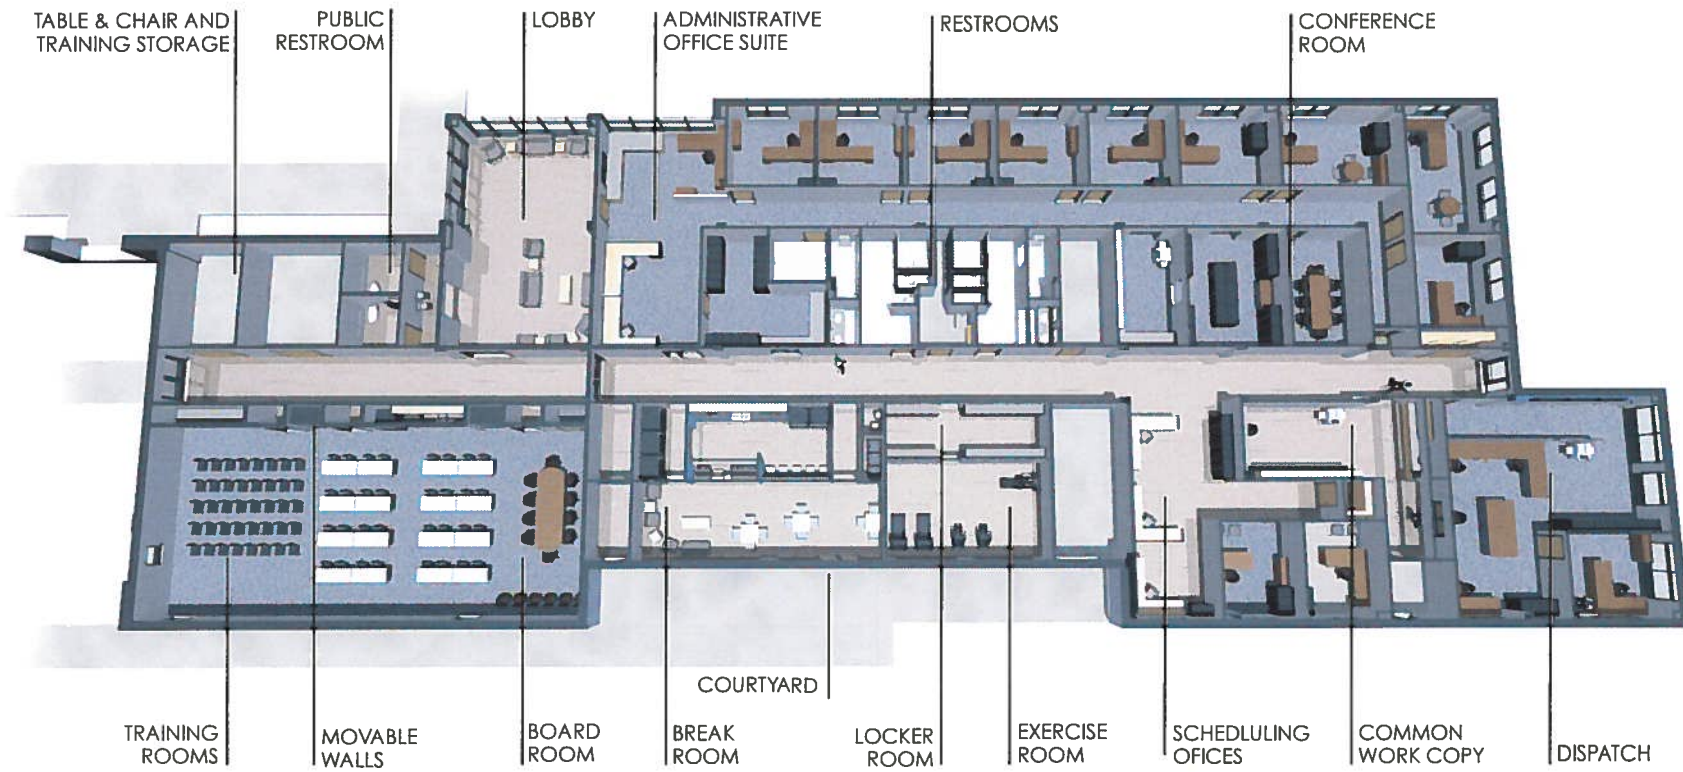 TABLE & CHAIR AND
TRAINING STORAGE
PUBLIC
RESTROOM
LOBBY
ADMINISTRATIVE
OFFICE SUITE
RESTROOMS
CONFERENCE
ROOM
COURTYARD
TRAINING
ROOMS
MOVABLE
WALLS
BOARD
ROOM
BREAK
ROOM
LOCKER
ROOM
EXERCISE
ROOM
SCHEDLULING
OFICES
COMMON
WORK COPY
DISPATCH